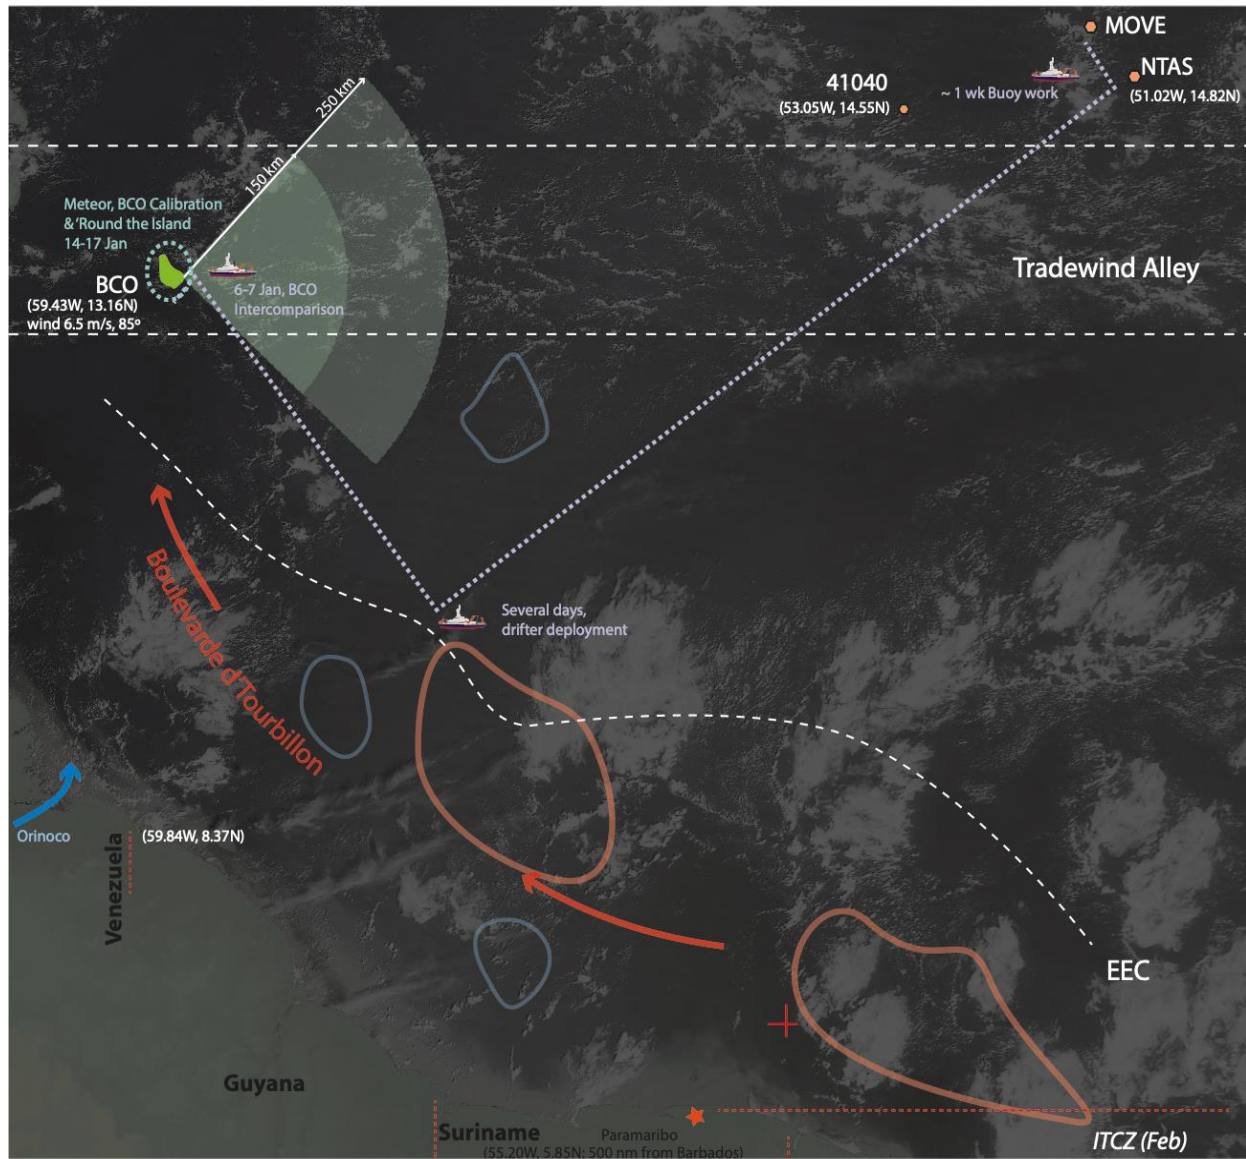 MOVE
NTAS
(51.02W, 14.82N)
41040
(53.05W, 14.55N)
~ 1 wk Buoy work
250 km
150 km
Meteor, BCO Calibration
& 'Round the Island
14-17 Jan
BCO
(59.43W, 13.16N)
wind 6.5 m/s, 85º
6-7 Jan, BCO
Intercomparison
Tradewind Alley
Several days,
drifter deployment
Boulevarde d'Tourbillon
Orinoco
Venezuela
(59.84W, 8.37N)
EEC
Guyana
Suriname
Paramaribo
(55.20W, 5.85N; 500 nm from Barbados)
ITCZ (Feb)